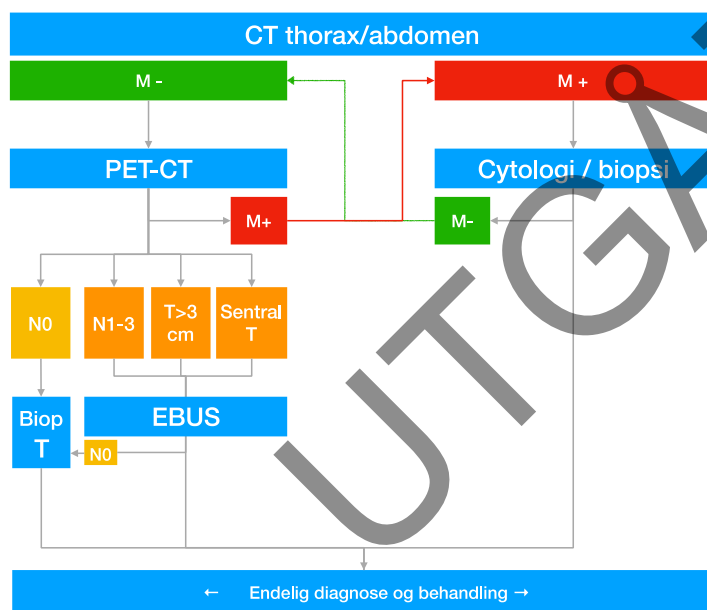 CT thorax/abdomen
M -
M +
PET-CT
Cytologi / biopsi
M+
M-
N0
N1-3
T>3
cm
Sentral
T
Biop
T
EBUS
N0
← Endelig diagnose og behandling →
UTGÅ